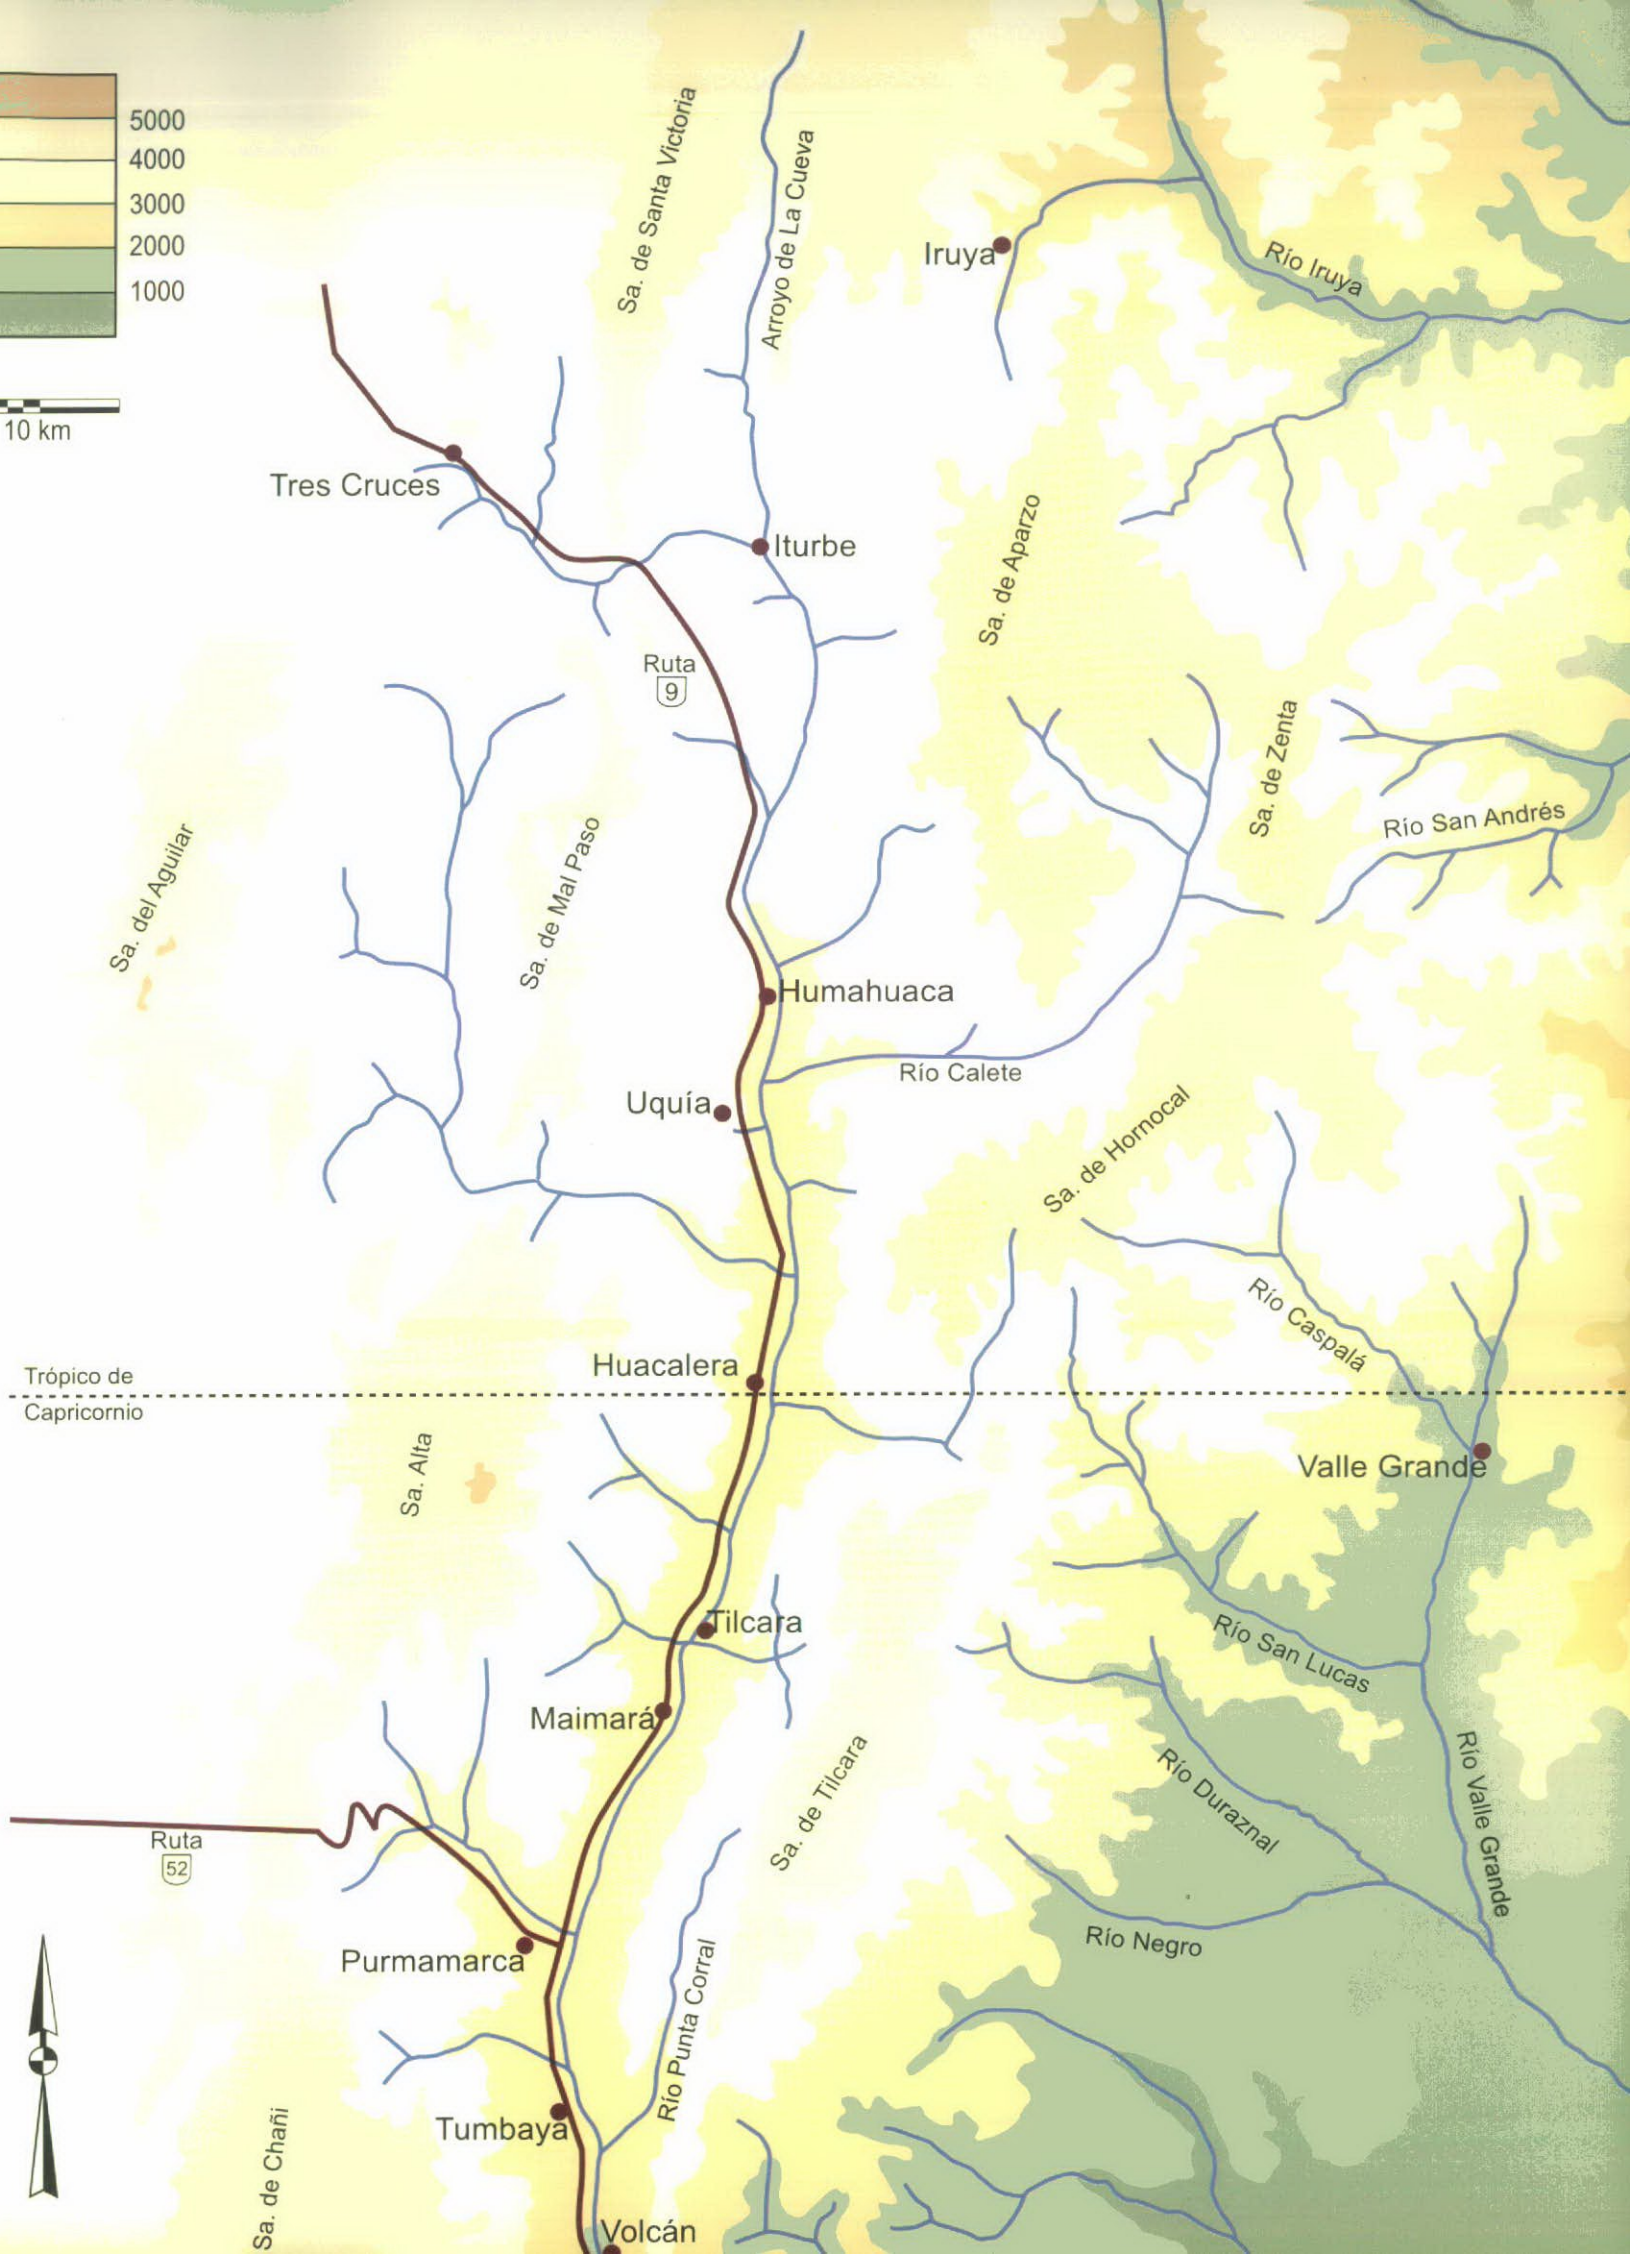 5000
4000
3000
2000
1000
10 km
Sa. de Santa Victoria
Arroyo de La Cueva
Iruya
Río Iruya
Tres Cruces
Iturbe
Sa. de Aparzo
Ruta
9
Sa. de Zenta
Río San Andrés
Sa. del Aguilar
Sa. de Mal Paso
Humahuaca
Río Calete
Uquía
Sa. de Hornocal
Río Caspalá
Huacalera
Trópico de
Capricornio
Sa. Alta
Valle Grande
Tilcara
Río San Lucas
Maimará
Sa. de Tilcara
Río Duraznal
Río Valle Grande
Ruta
52
Río Negro
Purmamarca
Río Punta Corral
Tumbaya
Sa. de Chañi
Volcán